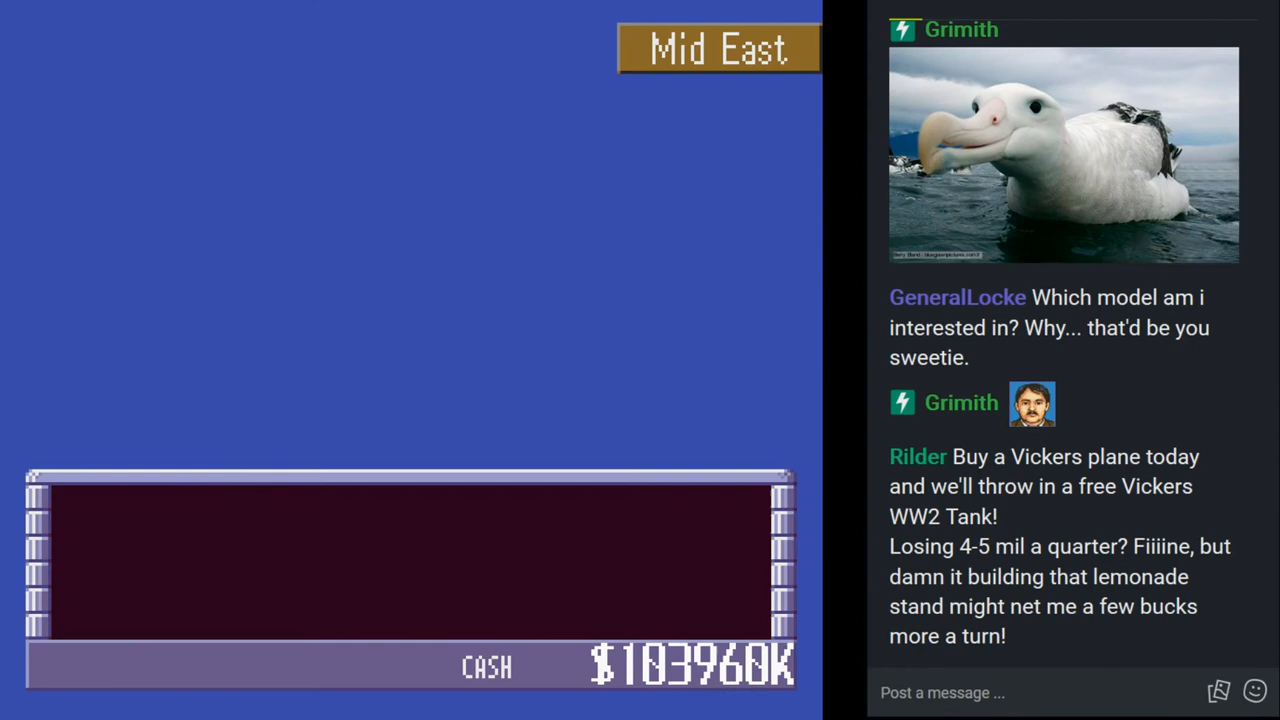 Mid East
CASH $103960K
Grimith
GeneralLocke Which model am i
interested in? Why... that'd be you
sweetie.
Grimith
Rilder Buy a Vickers plane today
and we'll throw in a free Vickers
WW2 Tank!
Losing 4-5 mil a quarter? Fiiiine, but
damn it building that lemonade
stand might net me a few bucks
more a turn!
Post a message ...